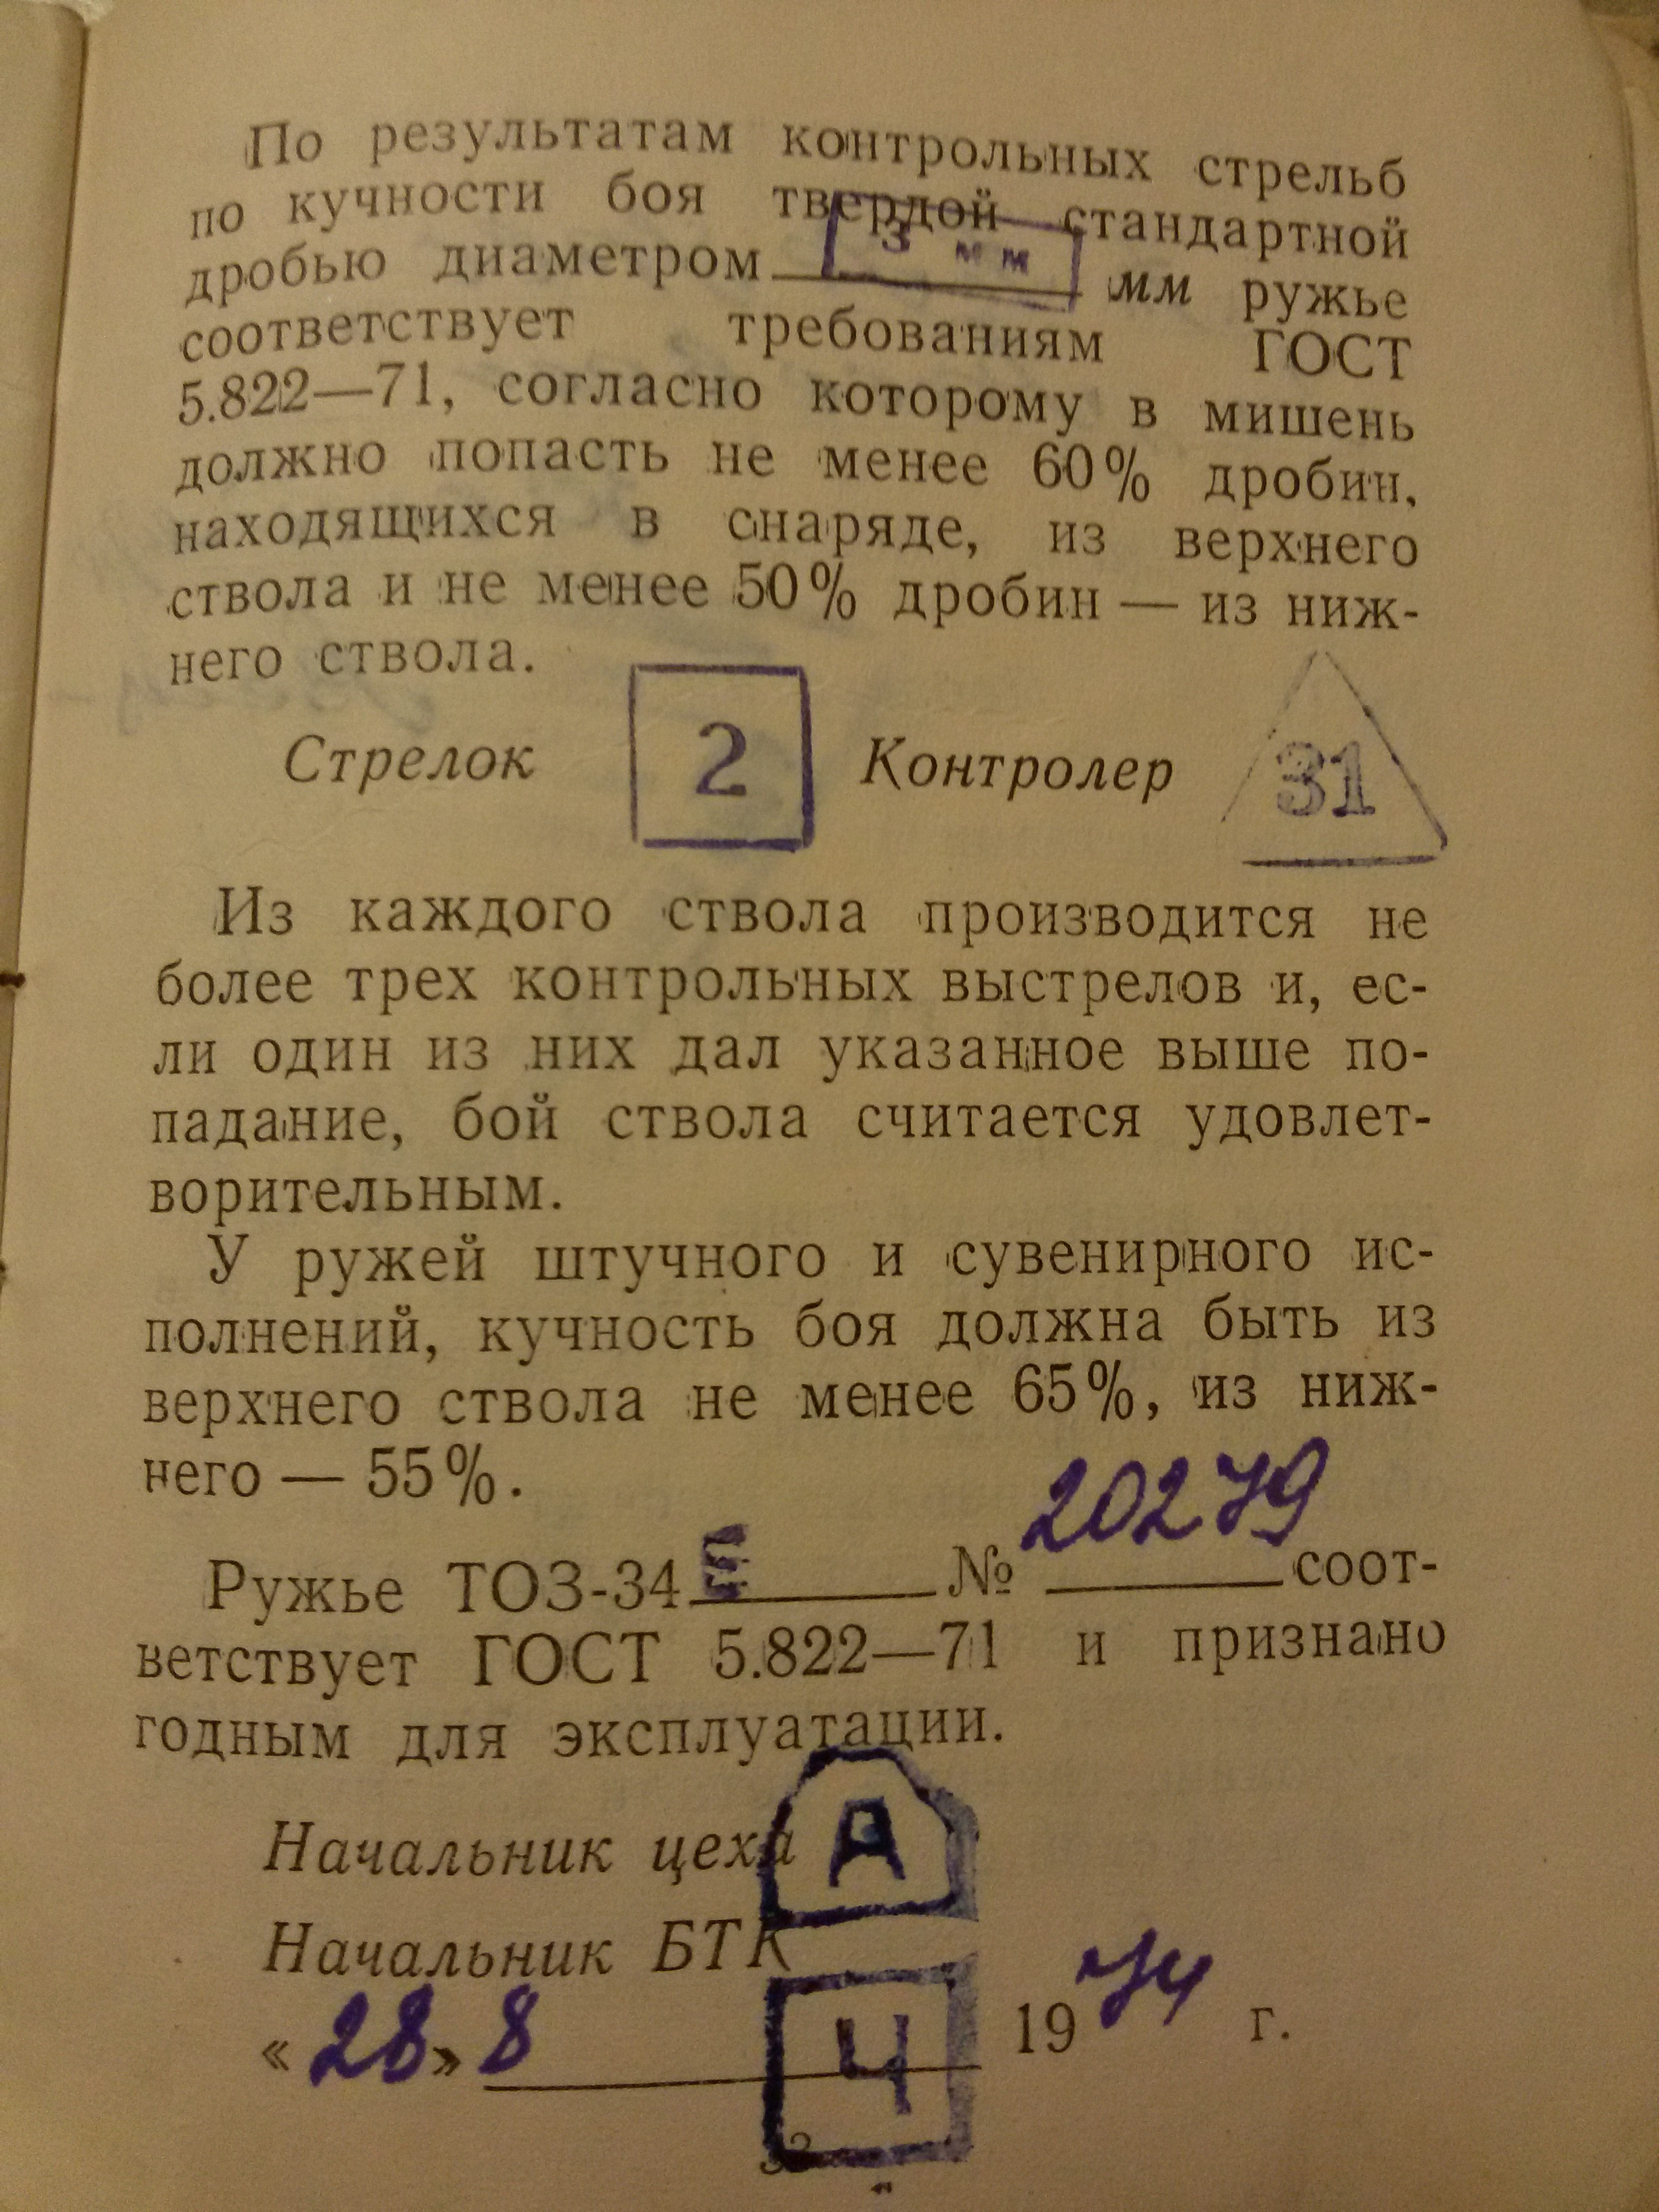 По результатам контрольных стрельб
по кучности боя твердой стандартной
дробью диаметром 3 мм мм ружье
соответствует требованиям ГОСТ
5.822—71, согласно которому в мишень
должно попасть не менее 60% дробин,
находящихся в снаряде, из верхнего
ствола и не менее 50% дробин — из ниж-
него ствола.
Стрелок 2 Контролер 31
Из каждого ствола производится не
более трех контрольных выстрелов и, ес-
ли один из них дал указанное выше по-
падание, бой ствола считается удовлет-
ворительным.
У ружей штучного и сувенирного ис-
полнений, кучность боя должна быть из
верхнего ствола не менее 65%, из ниж-
него — 55%.
Ружье ТОЗ-34 Е № 20279 соот-
ветствует ГОСТ 5.822—71 и признано
годным для эксплуатации.
Начальник цеха А
Начальник БТК
«28» 8 Ч 1974 г.